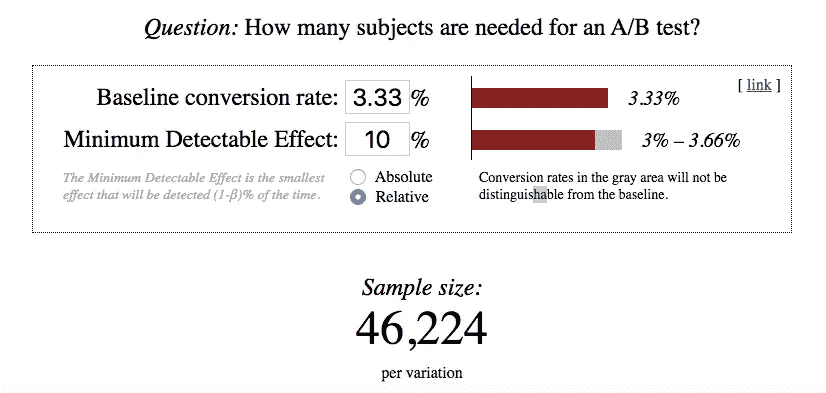 Question: How many subjects are needed for an A/B test?
[ link ]
Baseline conversion rate: 3.33 % 3.33%
Minimum Detectable Effect: 10 % 3% – 3.66%
The Minimum Detectable Effect is the smallest
effect that will be detected (1-β)% of the time.
Absolute
Relative
Conversion rates in the gray area will not be
distinguishable from the baseline.
Sample size:
46,224
per variation